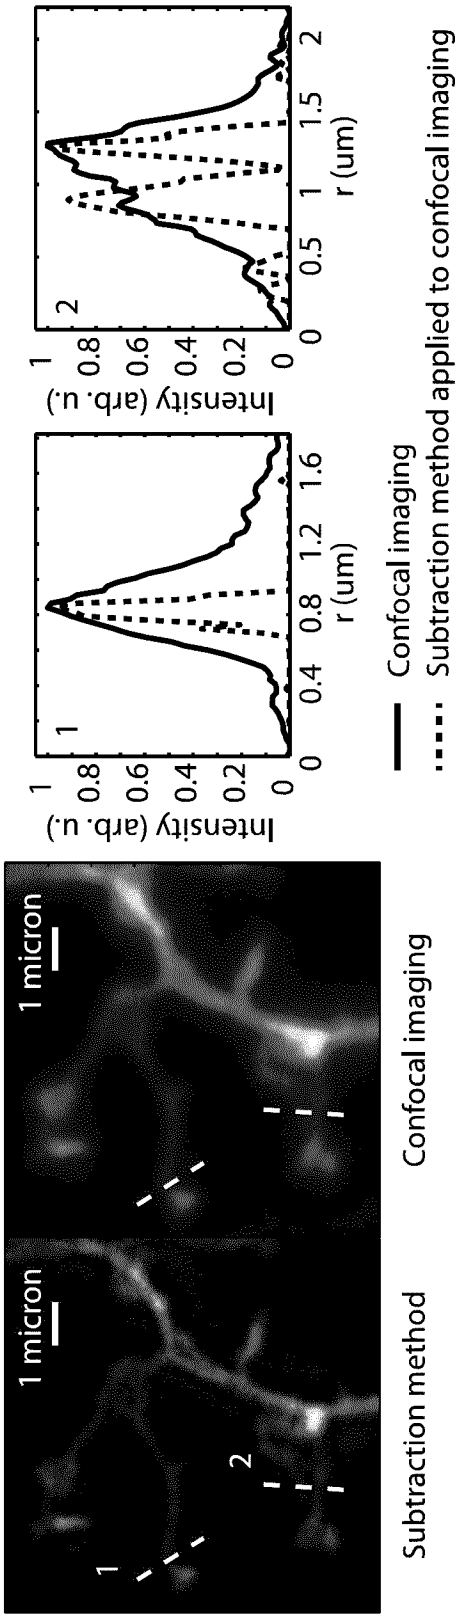 1 micron
1 micron
1
2
Subtraction method
Confocal imaging
1
Intensity (arb. u.)
1
0.8
0.6
0.4
0.2
0
0
0.4
0.8
1.2
1.6
r (um)
2
Intensity (arb. u.)
1
0.8
0.6
0.4
0.2
0
0
0.5
1
1.5
2
r (um)
Confocal imaging
Subtraction method applied to confocal imaging